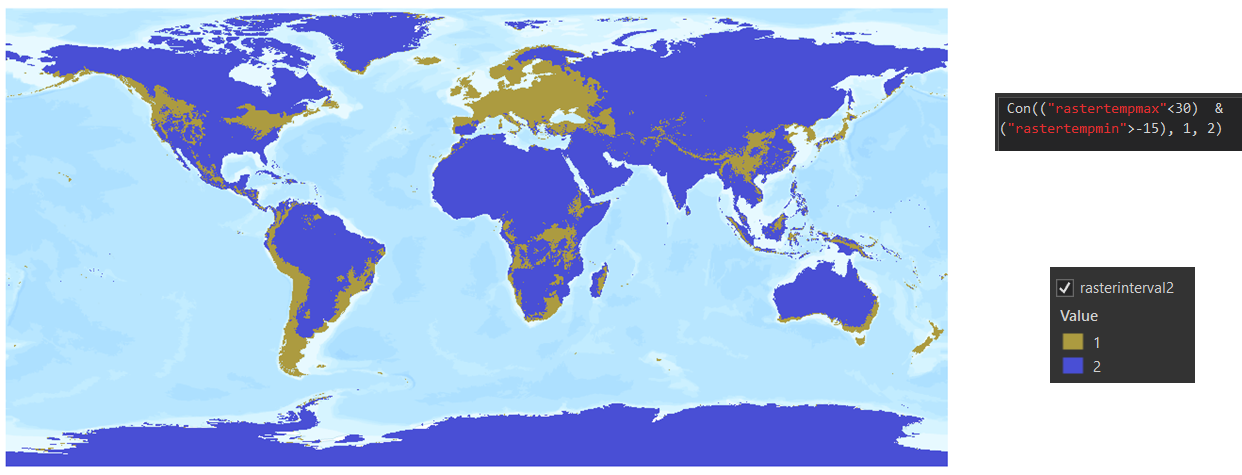 Con(("rastertempmax"<30) &
("rastertempmin">-15), 1, 2)
rasterinterval2
Value
1
2